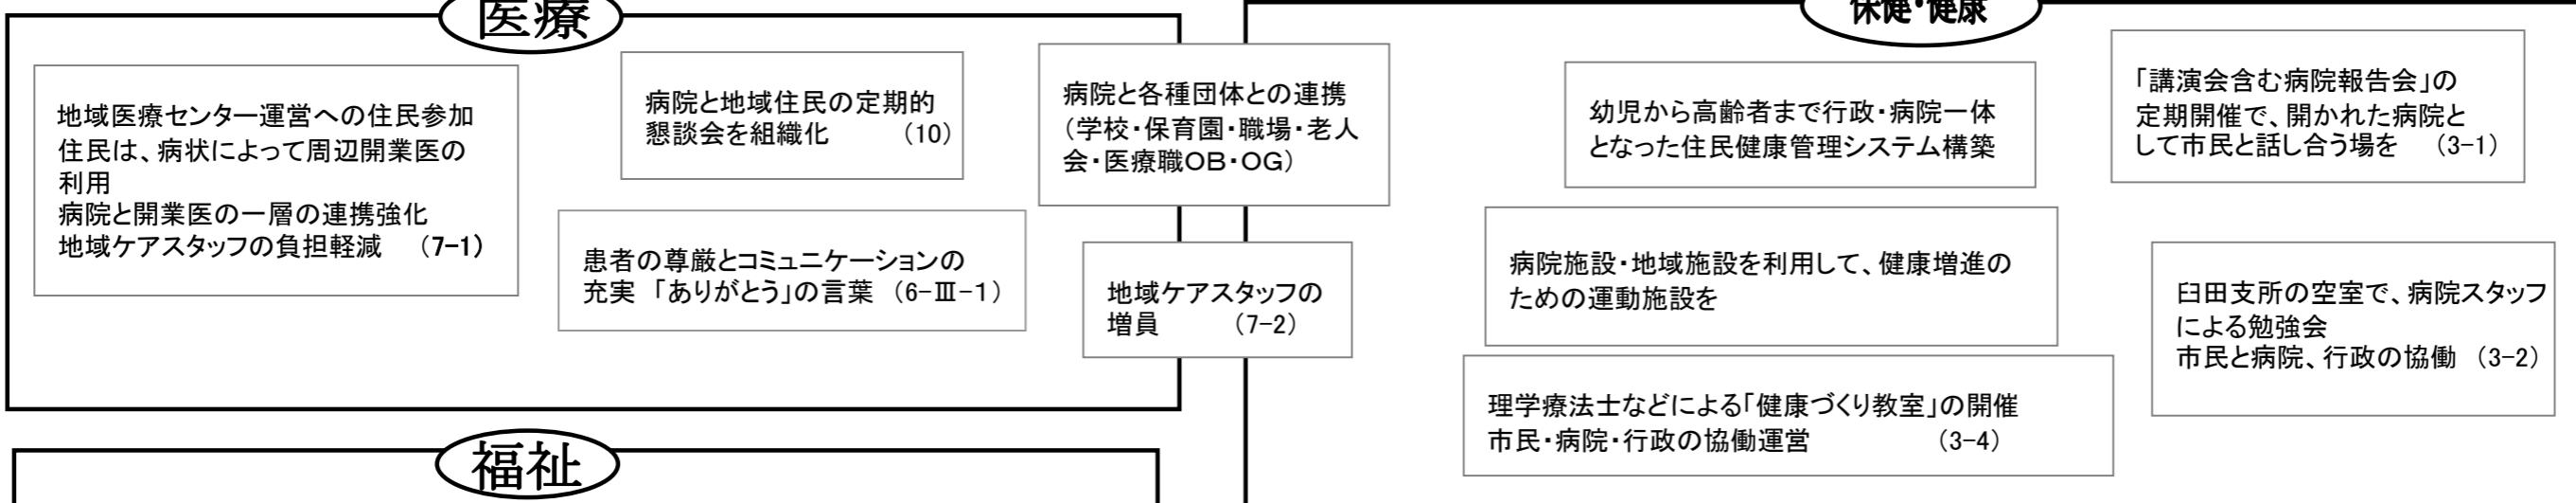 医療
地域医療センター運営への住民参加
住民は、病状によって周辺開業医の
利用
病院と開業医の一層の連携強化
地域ケアスタッフの負担軽減　（7-1）
病院と地域住民の定期的
懇談会を組織化　　　（10）
患者の尊厳とコミュニケーションの
充実　「ありがとう」の言葉　（6-Ⅲ-1）
病院と各種団体との連携
（学校・保育園・職場・老人
会・医療職OB・OG）
地域ケアスタッフの
増員　　　（7-2）
保健・健康
幼児から高齢者まで行政・病院一体
となった住民健康管理システム構築
「講演会含む病院報告会」の
定期開催で、開かれた病院と
して市民と話し合う場を　（3-1）
病院施設・地域施設を利用して、健康増進の
ための運動施設を
臼田支所の空室で、病院スタッフ
による勉強会
市民と病院、行政の協働　（3-2）
理学療法士などによる「健康づくり教室」の開催
市民・病院・行政の協働運営　　　　　（3-4）
福祉